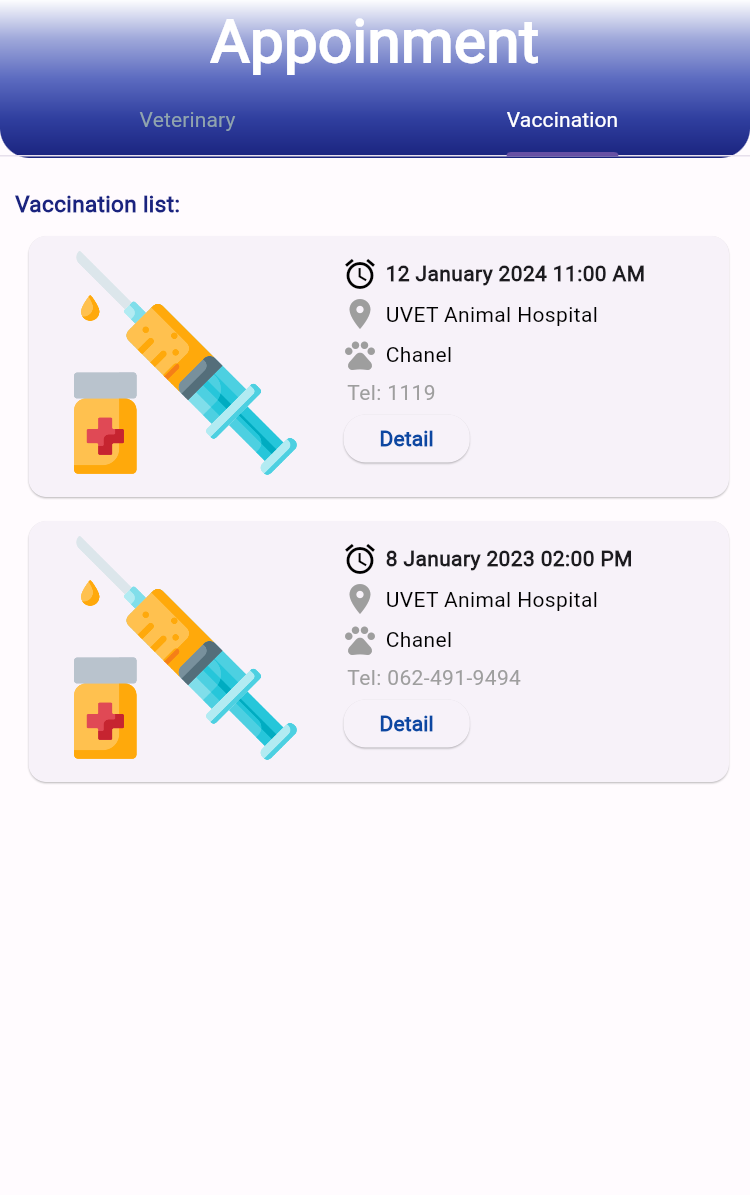 Appoinment
Veterinary
Vaccination
Vaccination list:
12 January 2024 11:00 AM
UVET Animal Hospital
Chanel
Tel: 1119
Detail
8 January 2023 02:00 PM
UVET Animal Hospital
Chanel
Tel: 062-491-9494
Detail